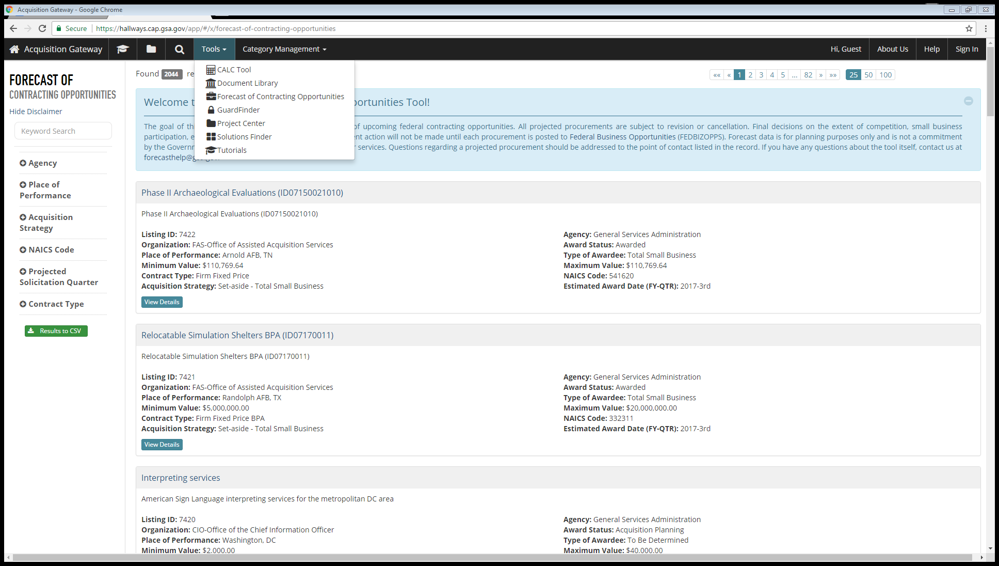 Acquisition Gateway - Google Chrome
Secure https://hallways.cap.gsa.gov/app/#/x/forecast-of-contracting-opportunities
Acquisition Gateway Tools Category Management Hi, Guest About Us Help Sign In
CALC Tool
Document Library
Forecast of Contracting Opportunities
GuardFinder
Project Center
Solutions Finder
Tutorials
FORECAST OF
CONTRACTING OPPORTUNITIES
Hide Disclaimer
Keyword Search
Agency
Place of
Performance
Acquisition
Strategy
NAICS Code
Projected
Solicitation Quarter
Contract Type
Results to CSV
Found 2044 re
«« « 1 2 3 4 5 ... 82 » »» 25 50 100
Welcome t portunities Tool!
The goal of th of upcoming federal contracting opportunities. All projected procurements are subject to revision or cancellation. Final decisions on the extent of competition, small business
participation, e nt action will not be made until each procurement is posted to Federal Business Opportunities (FEDBIZOPPS). Forecast data is for planning purposes only and is not a commitment
by the Govern r services. Questions regarding a projected procurement should be addressed to the point of contact listed in the record. If you have any questions about the tool itself, contact us at
forecasthelp@gsa.gov
Phase II Archaeological Evaluations (ID07150021010)
Phase II Archaeological Evaluations (ID07150021010)
Listing ID: 7422 Agency: General Services Administration
Organization: FAS-Office of Assisted Acquisition Services Award Status: Awarded
Place of Performance: Arnold AFB, TN Type of Awardee: Total Small Business
Minimum Value: $110,769.64 Maximum Value: $110,769.64
Contract Type: Firm Fixed Price NAICS Code: 541620
Acquisition Strategy: Set-aside - Total Small Business Estimated Award Date (FY-QTR): 2017-3rd
View Details
Relocatable Simulation Shelters BPA (ID07170011)
Relocatable Simulation Shelters BPA (ID07170011)
Listing ID: 7421 Agency: General Services Administration
Organization: FAS-Office of Assisted Acquisition Services Award Status: Awarded
Place of Performance: Randolph AFB, TX Type of Awardee: Total Small Business
Minimum Value: $5,000,000.00 Maximum Value: $20,000,000.00
Contract Type: Firm Fixed Price BPA NAICS Code: 332311
Acquisition Strategy: Set-aside - Total Small Business Estimated Award Date (FY-QTR): 2017-3rd
View Details
Interpreting services
American Sign Language interpreting services for the metropolitan DC area
Listing ID: 7420 Agency: General Services Administration
Organization: CIO-Office of the Chief Information Officer Award Status: Acquisition Planning
Place of Performance: Washington, DC Type of Awardee: To Be Determined
Minimum Value: $2,000.00 Maximum Value: $40,000.00